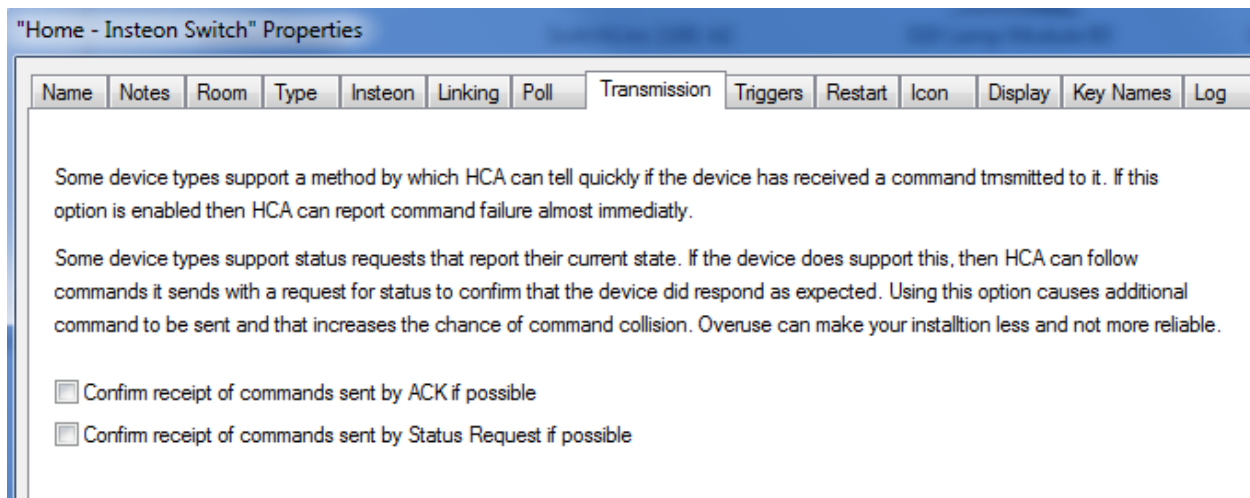 "Home - Insteon Switch" Properties
Name Notes Room Type Insteon Linking Poll Transmission Triggers Restart Icon Display Key Names Log
Some device types support a method by which HCA can tell quickly if the device has received a command trnsmitted to it. If this
option is enabled then HCA can report command failure almost immediatly.
Some device types support status requests that report their current state. If the device does support this, then HCA can follow
commands it sends with a request for status to confirm that the device did respond as expected. Using this option causes additional
command to be sent and that increases the chance of command collision. Overuse can make your installtion less and not more reliable.
Confirm receipt of commands sent by ACK if possible
Confirm receipt of commands sent by Status Request if possible